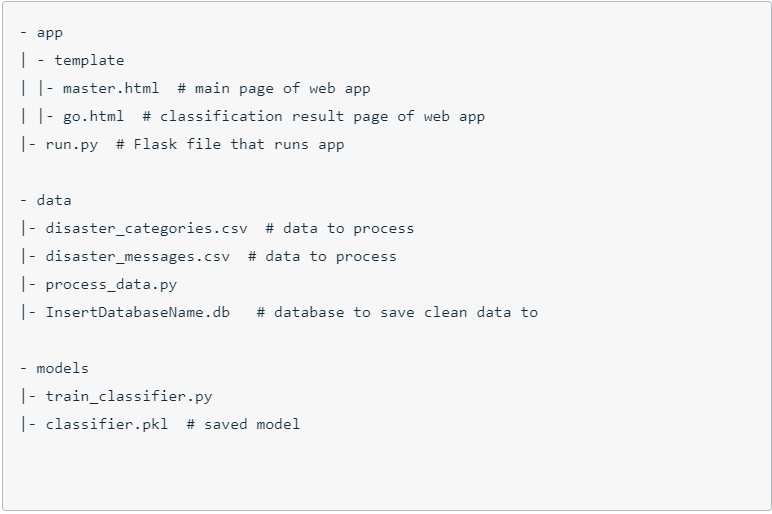 - app
| - template
| |- master.html  # main page of web app
| |- go.html  # classification result page of web app
|- run.py  # Flask file that runs app
- data
|- disaster_categories.csv  # data to process
|- disaster_messages.csv  # data to process
|- process_data.py
|- InsertDatabaseName.db   # database to save clean data to
- models
|- train_classifier.py
|- classifier.pkl  # saved model